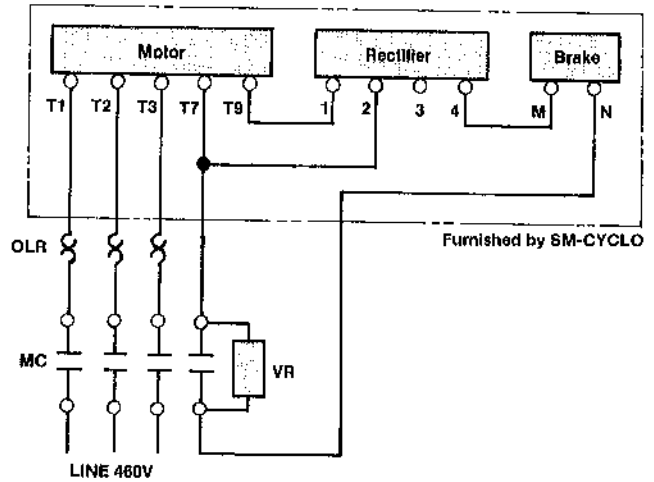 Motor
Rectifier
Brake
T1 T2 T3 T7 T9 1 2 3 4 M N
OLR
Furnished by SM-CYCLO
MC
VR
LINE 460V